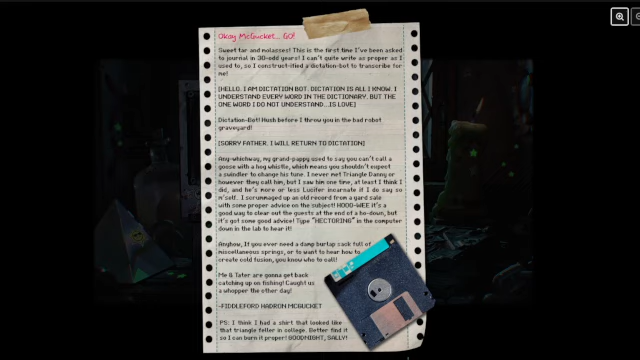 Okay McGucket... GO!
Sweet tar and molasses! This is the first time I've been asked
to journal in 30-odd years! I can't quite write as proper as I
used to, so I construct-ified a dictation-bot to transcribe for
me!
[HELLO. I AM DICTATION BOT. DICTATION IS ALL I KNOW. I
UNDERSTAND EVERY WORD IN THE DICTIONARY. BUT THE
ONE WORD I DO NOT UNDERSTAND...IS LOVE]
Dictation-Bot! Hush before I throw you in the bad robot
graveyard!
[SORRY FATHER. I WILL RETURN TO DICTATION]
Any-whichway, my grand-pappy used to say you can't call a
goose with a hog whistle, which means you shouldn't expect
a swindler to change his tune. I never met Triangle Danny or
however they call him, but I saw him one time, at least I think I
did, and he's more or less Lucifer incarnate if I do say so
m'self. I scrummaged up an old record from a yard sale
with some proper advice on the subject! HOOO-WEE it's a
good way to clear out the guests at the end of a ho-down, but
it's got some good advice! Type "HECTORING" in the computer
down in the lab to hear it!
Anyhow, If you ever need a damp burlap sack full of
miscellaneous springs, or to want to hear how to
create cold fusion, you know who to call!
Me & Tater are gonna get back
catching up on fishing! Caught us
a whopper the other day!
-FIDDLEFORD HADRON MCGUCKET
PS: I think I had a shirt that looked like
that triangle feller in college. Better find it
so I can burn it proper! GOODNIGHT, SALLY!